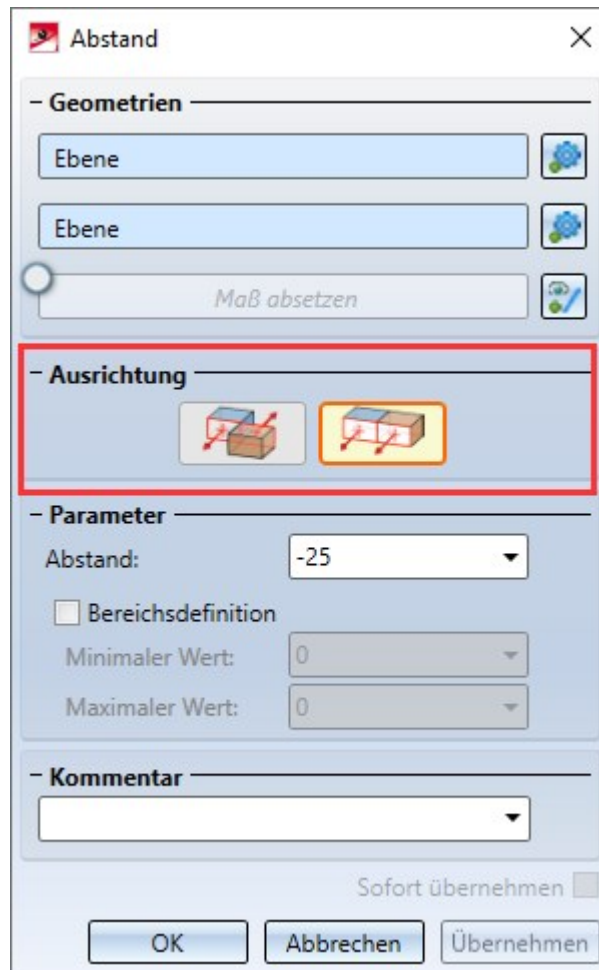 Abstand
Geometrien
Ebene
Ebene
Maß absetzen
Ausrichtung
Parameter
Abstand: -25
Bereichsdefinition
Minimaler Wert: 0
Maximaler Wert: 0
Kommentar
Sofort übernehmen
OK Abbrechen Übernehmen